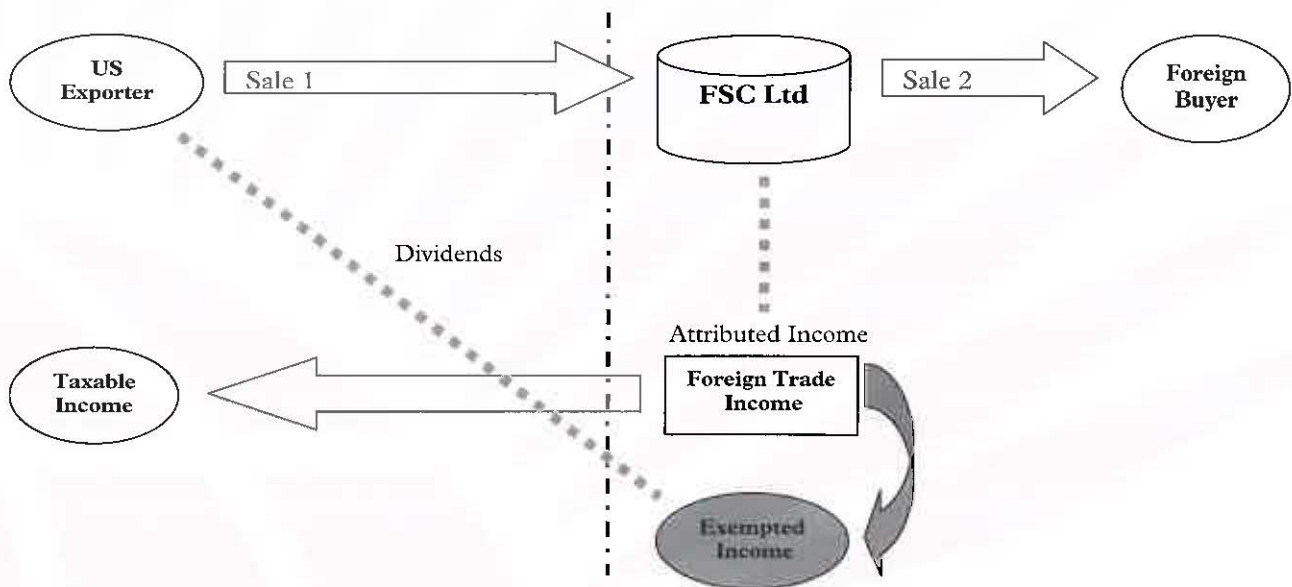 US
Exporter
Sale 1
FSC Ltd
Sale 2
Foreign
Buyer
Dividends
Attributed Income
Taxable
Income
Foreign Trade
Income
Exempted
Income